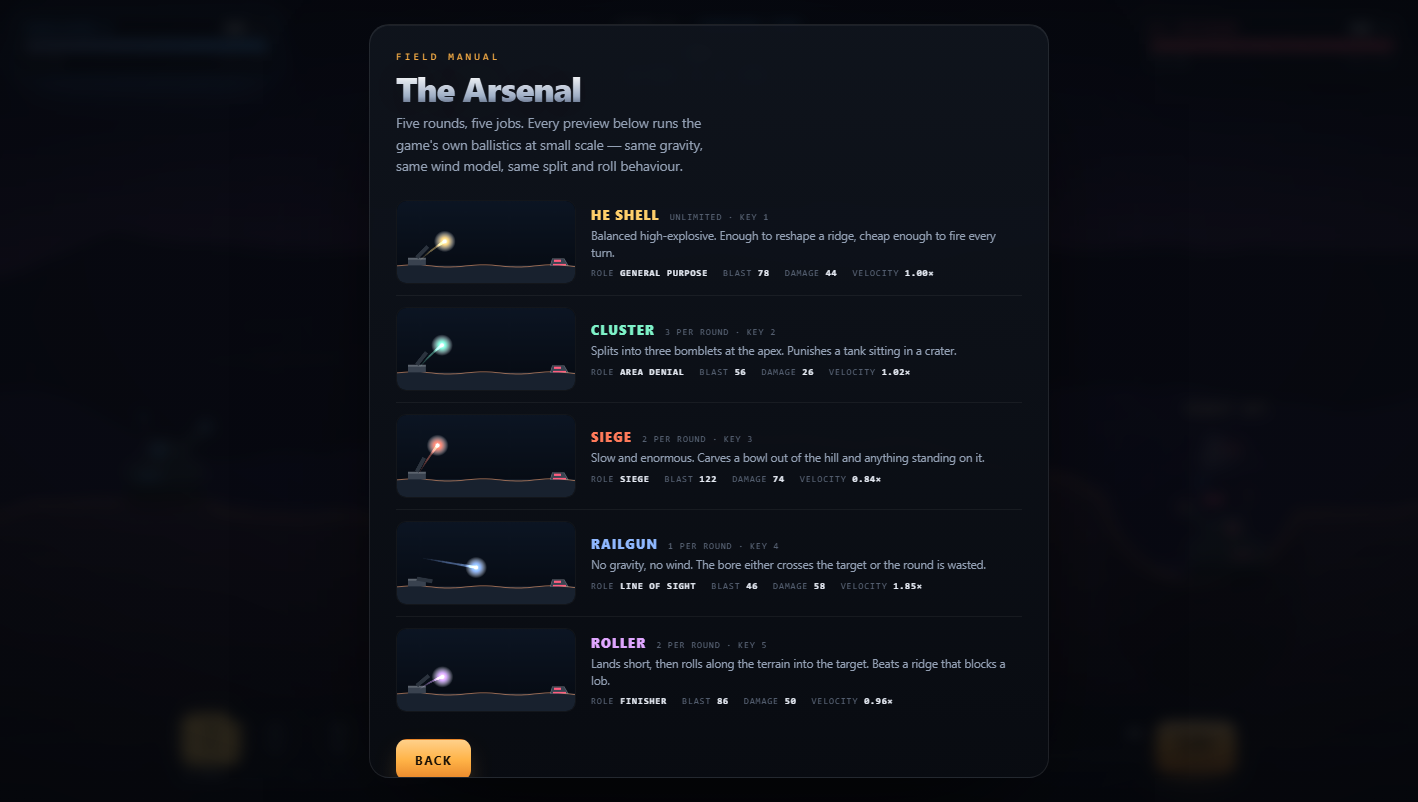 FIELD MANUAL
The Arsenal
Five rounds, five jobs. Every preview below runs the
game's own ballistics at small scale — same gravity,
same wind model, same split and roll behaviour.
HE SHELL UNLIMITED · KEY 1
Balanced high-explosive. Enough to reshape a ridge, cheap enough to fire every
turn.
ROLE GENERAL PURPOSE BLAST 78 DAMAGE 44 VELOCITY 1.00×
CLUSTER 3 PER ROUND · KEY 2
Splits into three bomblets at the apex. Punishes a tank sitting in a crater.
ROLE AREA DENIAL BLAST 56 DAMAGE 26 VELOCITY 1.02×
SIEGE 2 PER ROUND · KEY 3
Slow and enormous. Carves a bowl out of the hill and anything standing on it.
ROLE SIEGE BLAST 122 DAMAGE 74 VELOCITY 0.84×
RAILGUN 1 PER ROUND · KEY 4
No gravity, no wind. The bore either crosses the target or the round is wasted.
ROLE LINE OF SIGHT BLAST 46 DAMAGE 58 VELOCITY 1.85×
ROLLER 2 PER ROUND · KEY 5
Lands short, then rolls along the terrain into the target. Beats a ridge that blocks a
lob.
ROLE FINISHER BLAST 86 DAMAGE 50 VELOCITY 0.96×
BACK